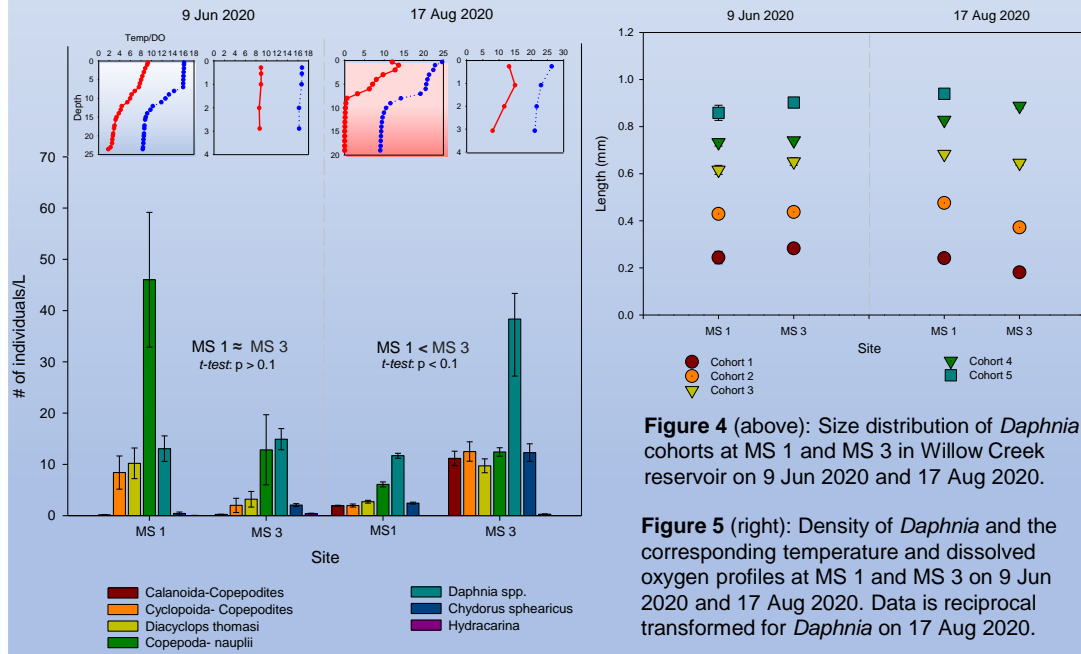 9 Jun 2020
17 Aug 2020
Temp/DO
0 2 4 6 8 10 12 14 16 18
0 2 4 6 8 10 12 14 16 18
0 5 10 15 20 25
0 5 10 15 20 25 30
Depth
0
5
10
15
20
25
0
1
2
3
4
0
2
4
6
8
10
12
14
16
18
20
0
1
2
3
4
# of individuals/L
70
60
50
40
30
20
10
0
MS 1 ≈ MS 3
t-test: p > 0.1
MS 1 < MS 3
t-test: p < 0.1
MS 1
MS 3
MS1
MS 3
Site
Calanoida-Copepodites
Cyclopoida- Copepodites
Diacyclops thomasi
Copepoda- nauplii
Daphnia spp.
Chydorus sphearicus
Hydracarina
9 Jun 2020
17 Aug 2020
Length (mm)
1.2
1.0
0.8
0.6
0.4
0.2
0.0
MS 1
MS 3
MS 1
MS 3
Site
Cohort 1
Cohort 2
Cohort 3
Cohort 4
Cohort 5
Figure 4 (above): Size distribution of Daphnia
cohorts at MS 1 and MS 3 in Willow Creek
reservoir on 9 Jun 2020 and 17 Aug 2020.
Figure 5 (right): Density of Daphnia and the
corresponding temperature and dissolved
oxygen profiles at MS 1 and MS 3 on 9 Jun
2020 and 17 Aug 2020. Data is reciprocal
transformed for Daphnia on 17 Aug 2020.